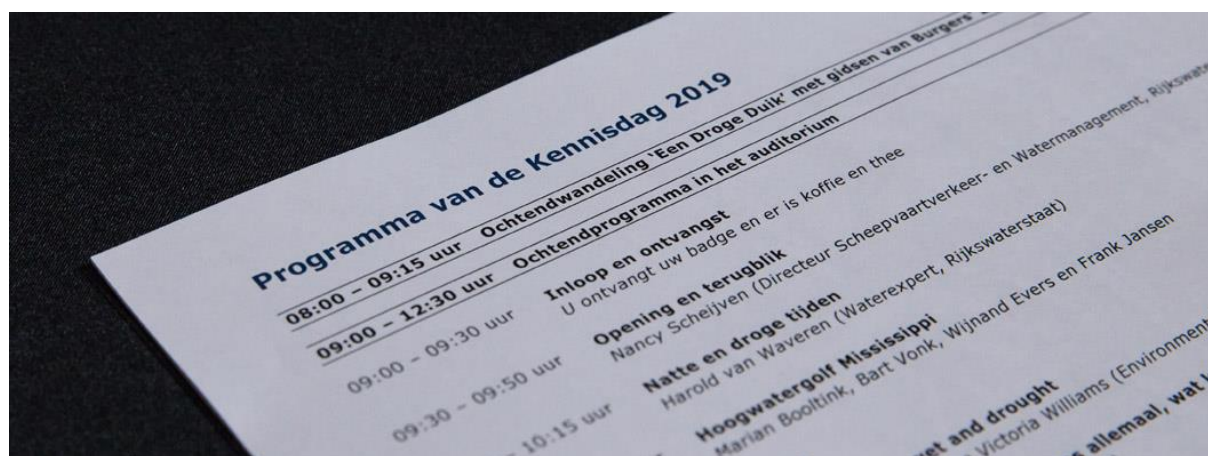 Programma van de Kennisdag 2019
08:00 – 09:15 uur Ochtendwandeling ‘Een Droge Duik’ met gidsen van Burgers’
09:00 – 12:30 uur Ochtendprogramma in het auditorium
09:00 – 09:30 uur Inloop en ontvangst
U ontvangt uw badge en er is koffie en thee
09:30 – 09:50 uur Opening en terugblik
Nancy Scheijven (Directeur Scheepvaartverkeer- en Watermanagement, Rijkswate
10:15 uur Natte en droge tijden
Harold van Waveren (Waterexpert, Rijkswaterstaat)
Hoogwatergolf Mississippi
Marian Booltink, Bart Vonk, Wijnand Evers en Frank Jansen
et and drought
Victoria Williams (Environment
allemaal, wat